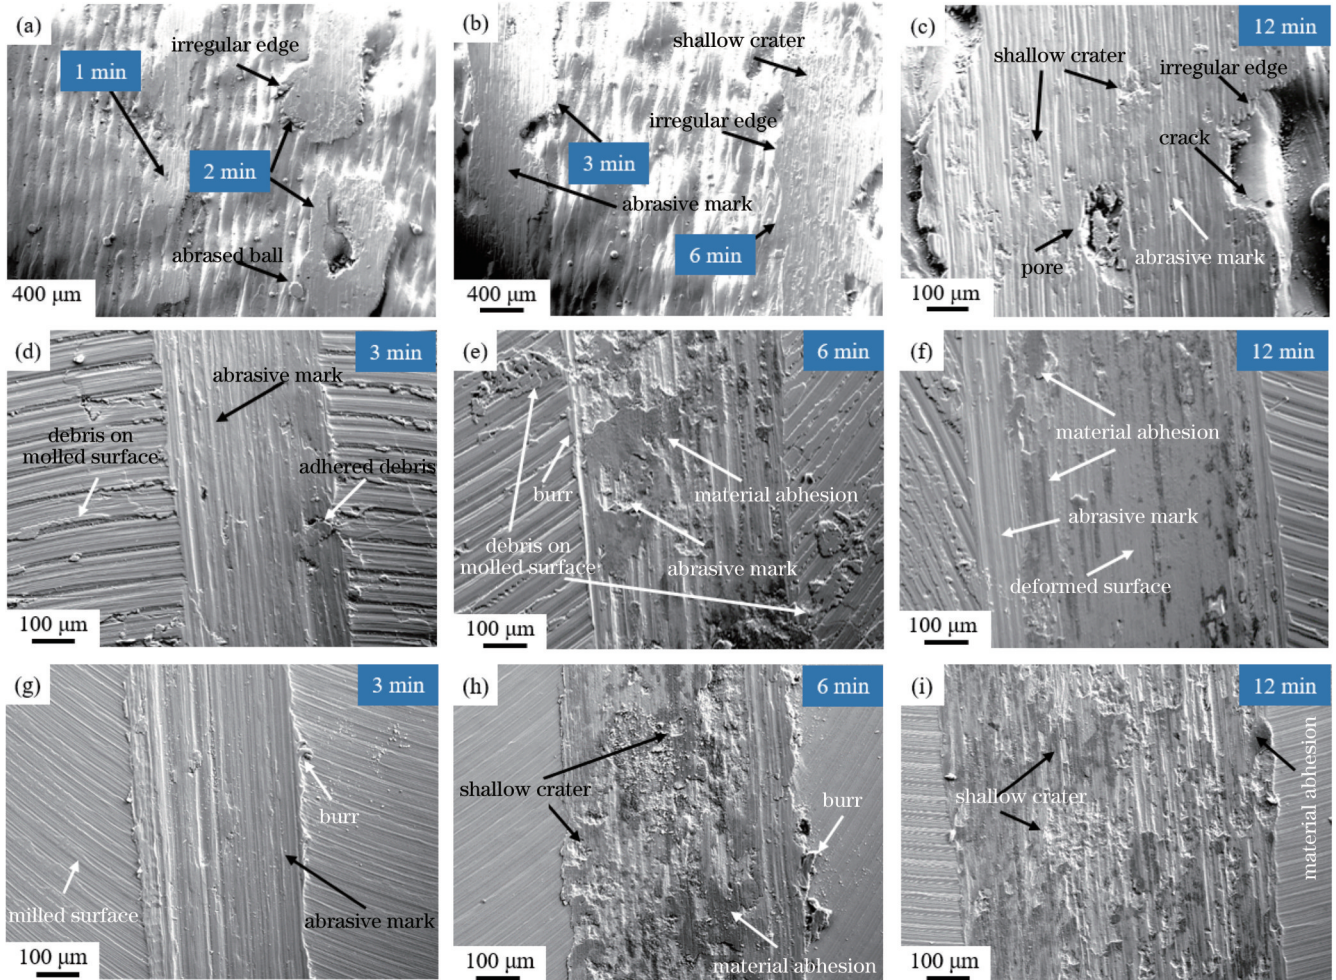 (a)
irregular edge
1 min
2 min
abrased ball
400 μm
(b)
shallow crater
irregular edge
3 min
abrasive mark
6 min
400 μm
(c)
12 min
shallow crater
irregular edge
crack
pore
abrasive mark
100 μm
(d)
3 min
abrasive mark
debris on
molled surface
adhered debris
100 μm
(e)
6 min
burr
material abhesion
debris on
molled surface
abrasive mark
100 μm
(f)
12 min
material abhesion
abrasive mark
deformed surface
100 μm
(g)
3 min
burr
milled surface
abrasive mark
100 μm
(h)
6 min
shallow crater
burr
material abhesion
100 μm
(i)
12 min
shallow crater
material abhesion
100 μm